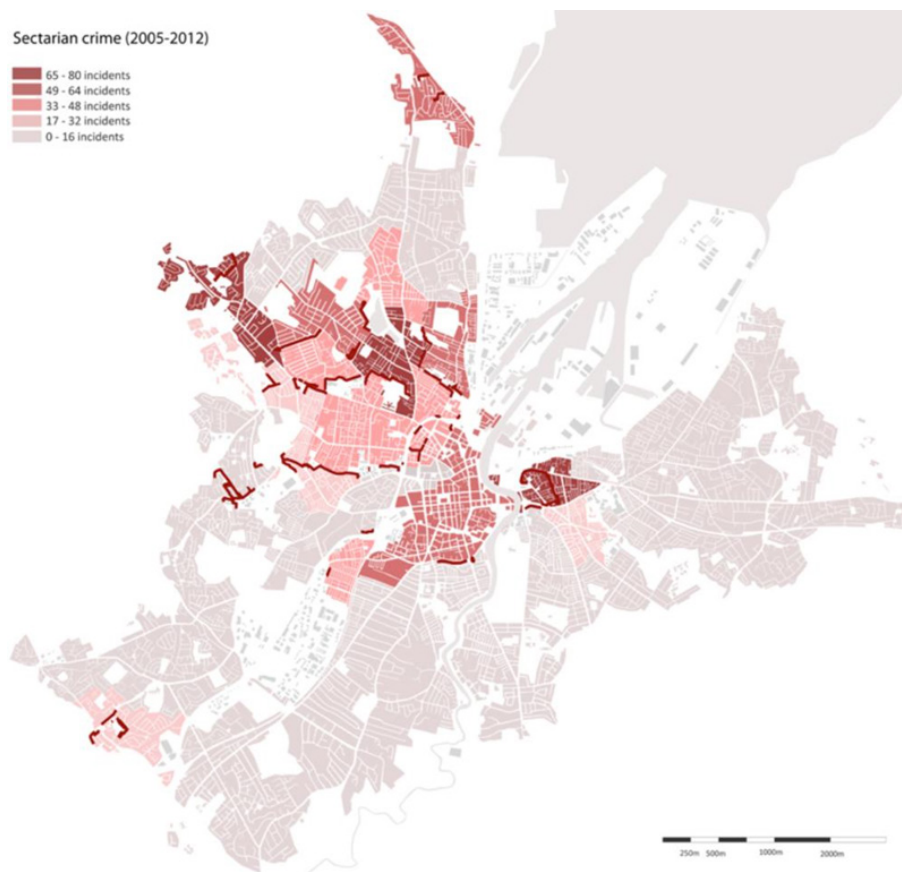 Sectarian crime (2005-2012)
65 - 80 incidents
49 - 64 incidents
33 - 48 incidents
17 - 32 incidents
0 - 16 incidents
250m 500m 1000m 2000m